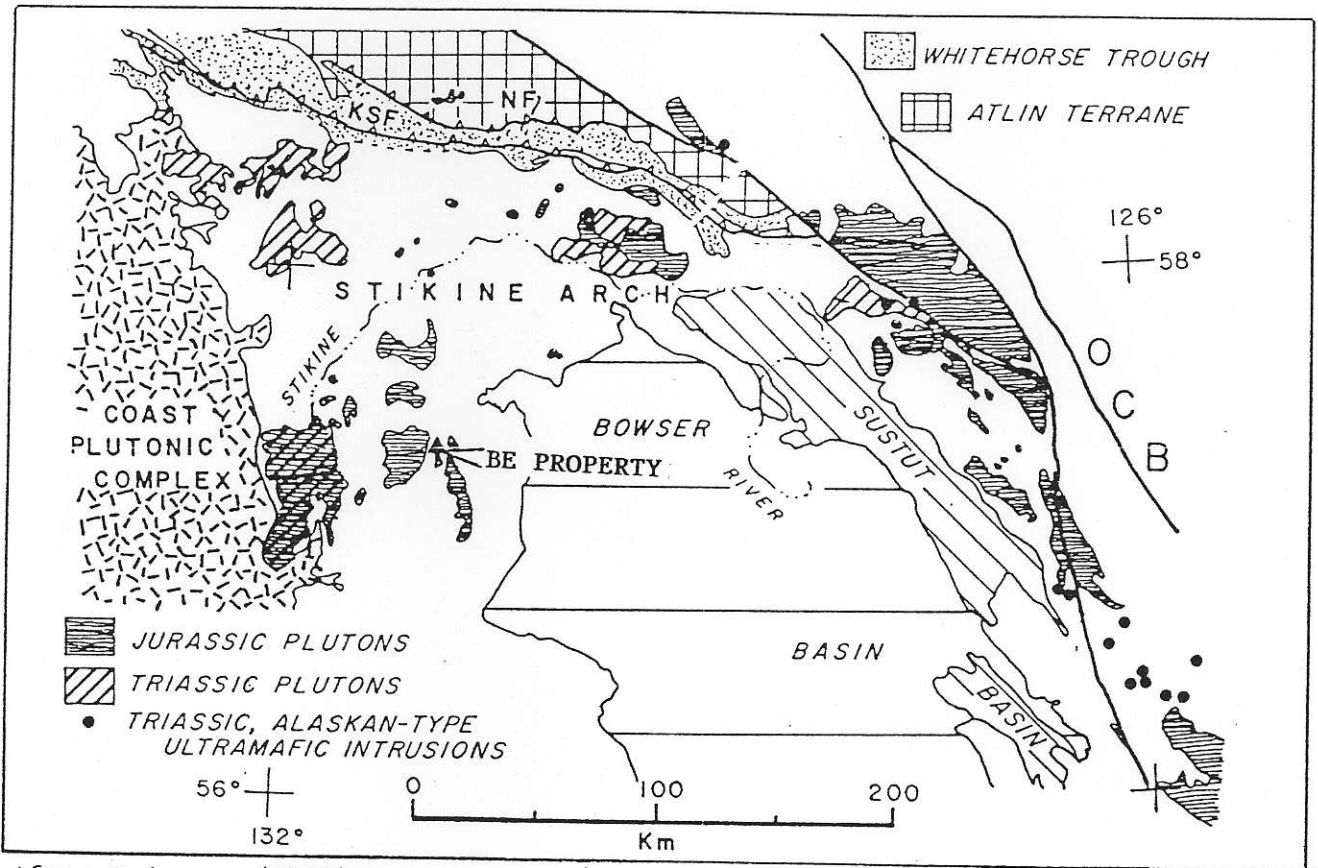 WHITEHORSE TROUGH
ATLIN TERRANE
KSF
NF
126°
58°
STIKINE ARCH
STIKINE
O
C
B
COAST
PLUTONIC
COMPLEX
BOWSER
SUSTUT
BE PROPERTY
RIVER
JURASSIC PLUTONS
TRIASSIC PLUTONS
TRIASSIC, ALASKAN-TYPE
ULTRAMAFIC INTRUSIONS
BASIN
BASIN
56°
132°
0 100 200
Km